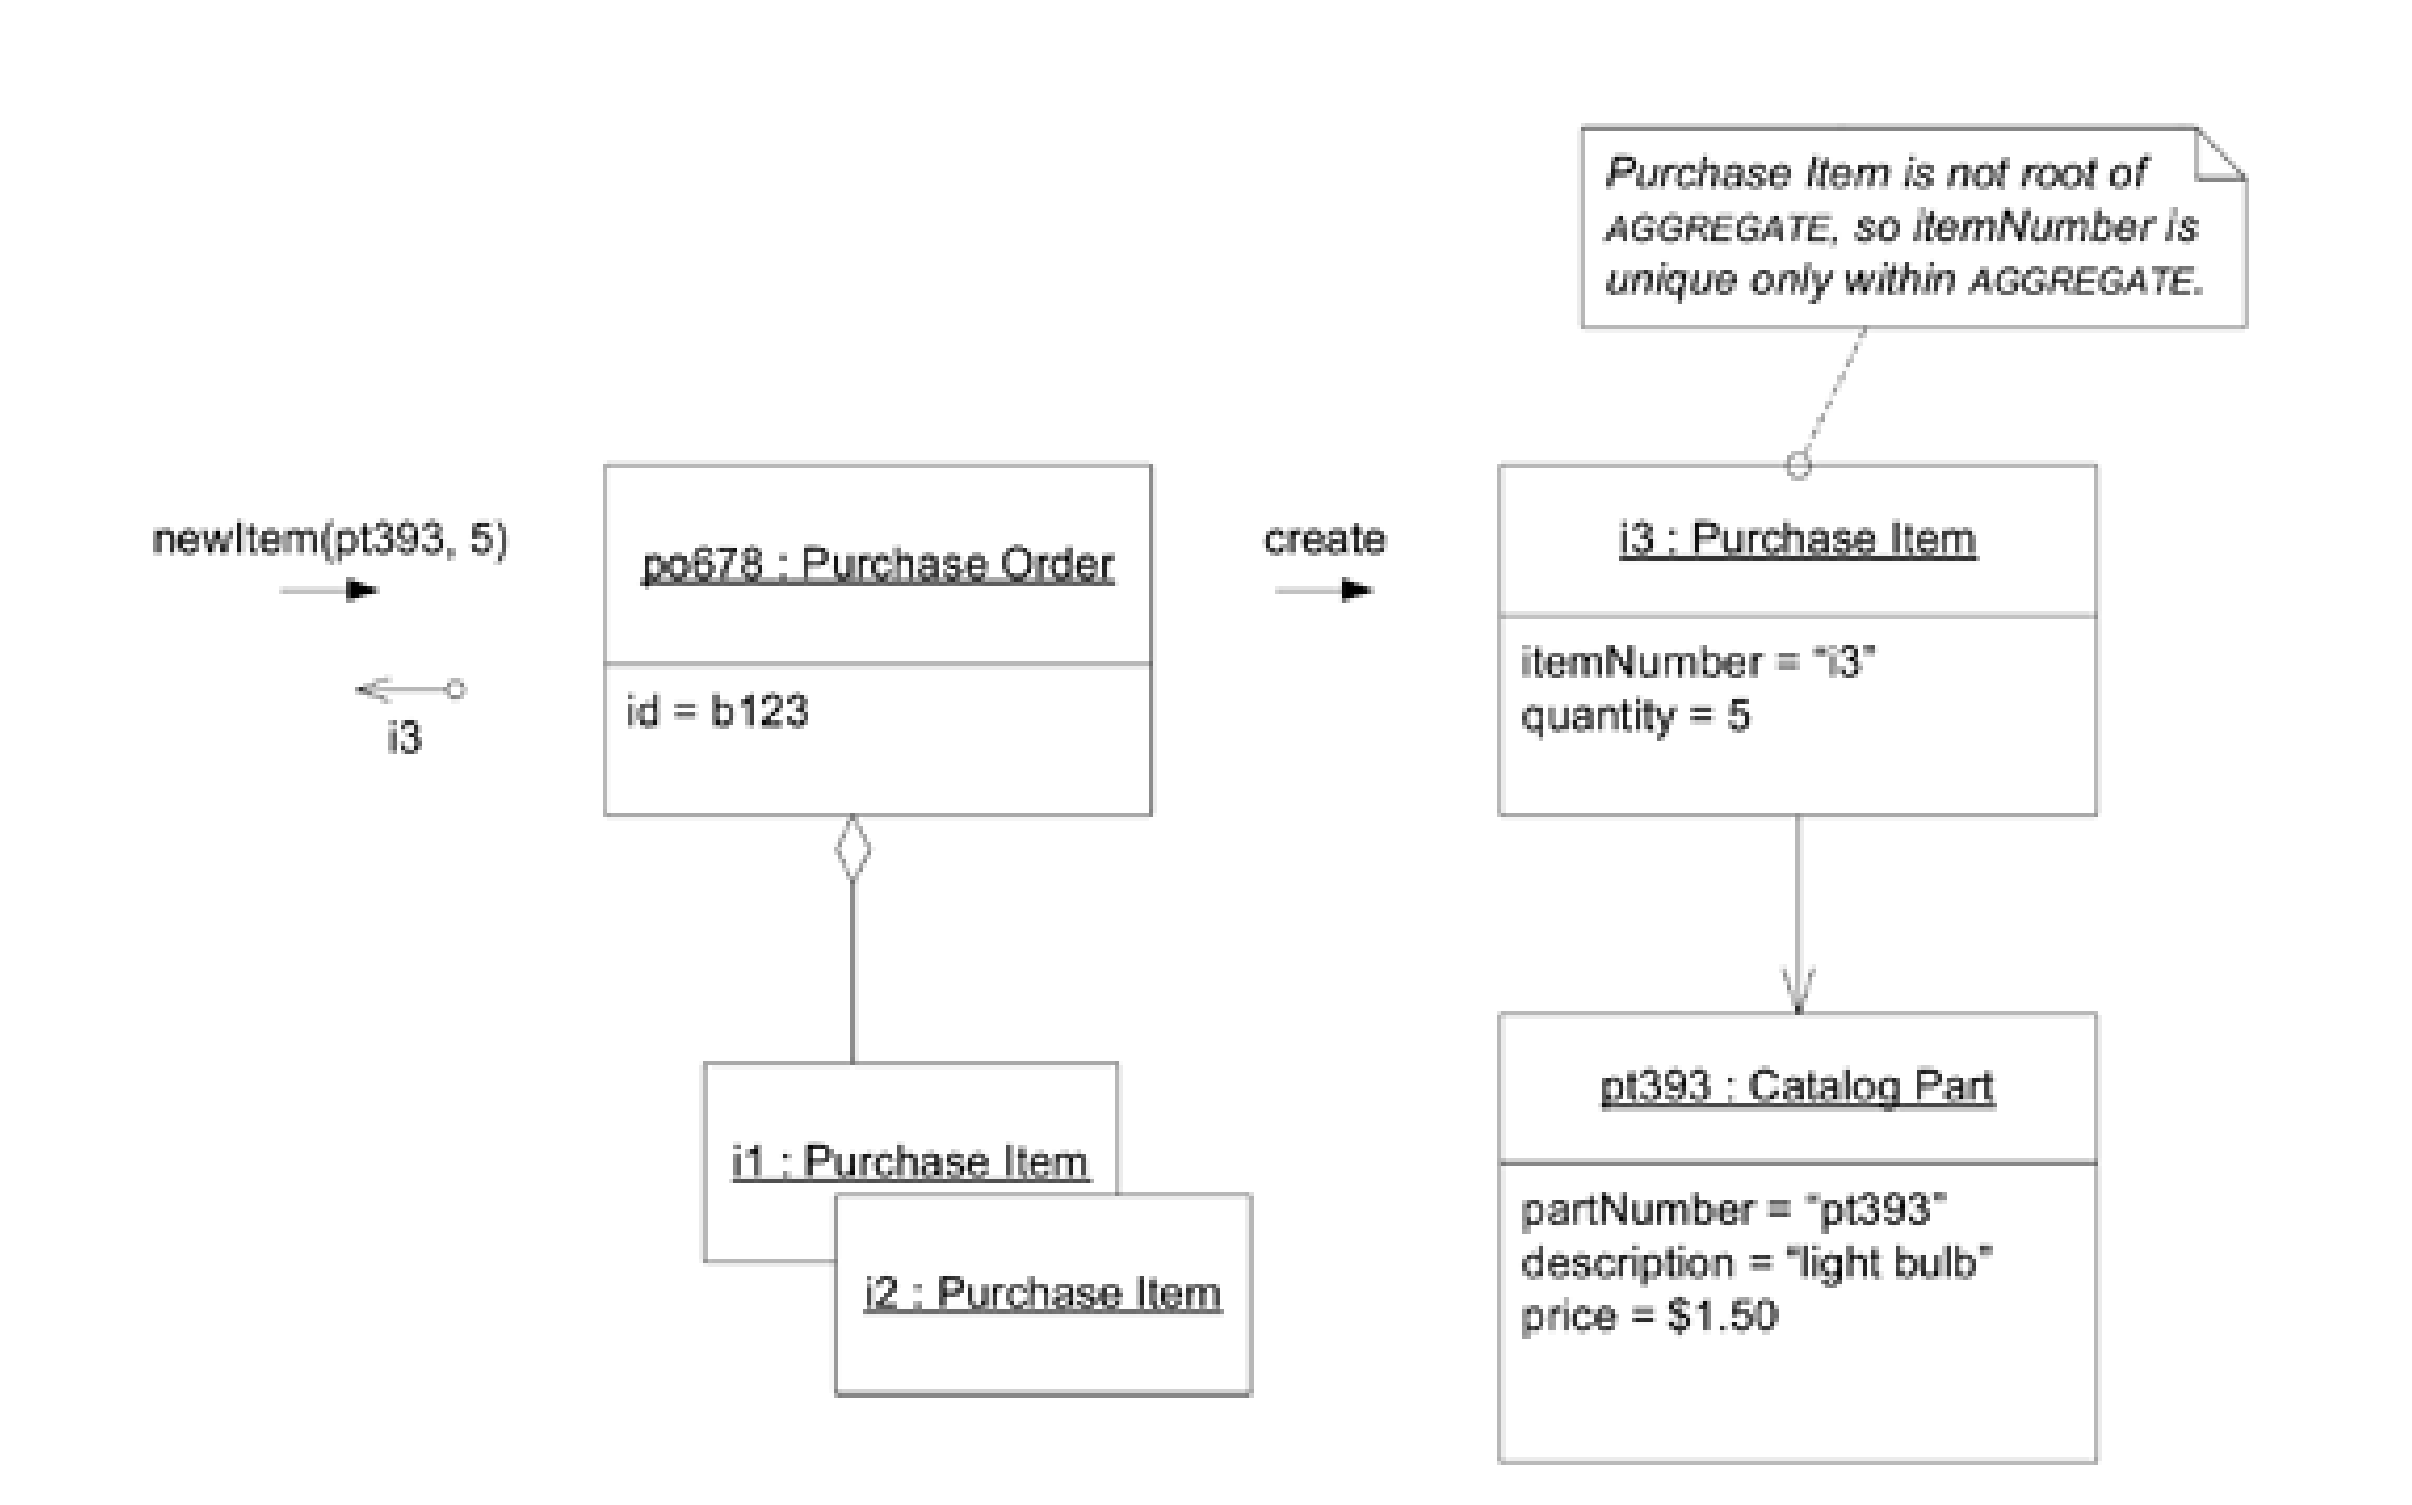 Purchase Item is not root of
AGGREGATE, so itemNumber is
unique only within AGGREGATE.
newItem(pt393, 5)
i3
po678 : Purchase Order
id = b123
create
i3 : Purchase Item
itemNumber = "i3"
quantity = 5
i1 : Purchase Item
i2 : Purchase Item
pt393 : Catalog Part
partNumber = "pt393"
description = "light bulb"
price = $1.50